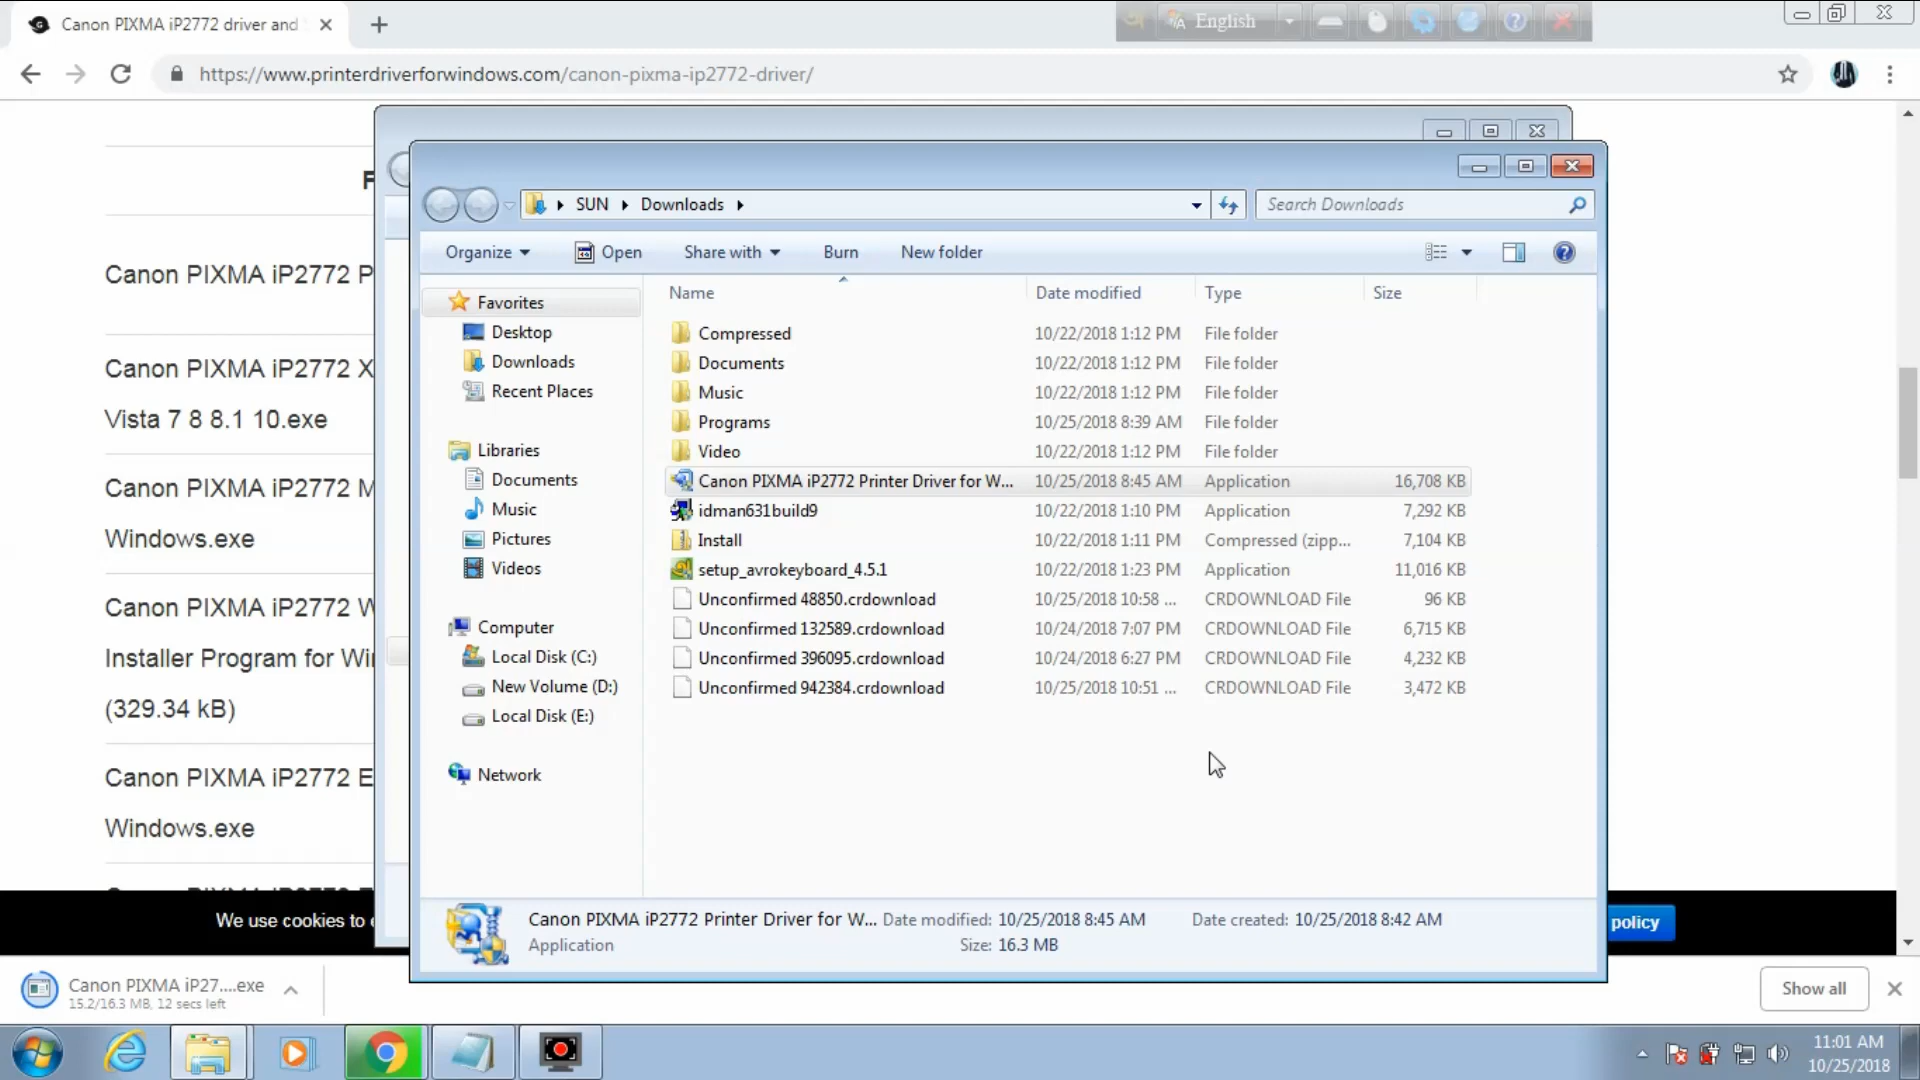 Canon PIXMA iP2772 driver and
English
https://www.printerdriverforwindows.com/canon-pixma-ip2772-driver/
SUN Downloads
Search Downloads
Organize Open Share with Burn New folder
Name Date modified Type Size
Favorites
Desktop
Downloads
Recent Places
Libraries
Documents
Music
Pictures
Videos
Computer
Local Disk (C:)
New Volume (D:)
Local Disk (E:)
Network
Compressed 10/22/2018 1:12 PM File folder
Documents 10/22/2018 1:12 PM File folder
Music 10/22/2018 1:12 PM File folder
Programs 10/25/2018 8:39 AM File folder
Video 10/22/2018 1:12 PM File folder
Canon PIXMA iP2772 Printer Driver for W... 10/25/2018 8:45 AM Application 16,708 KB
idman631build9 10/22/2018 1:10 PM Application 7,292 KB
Install 10/22/2018 1:11 PM Compressed (zipp... 7,104 KB
setup_avrokeyboard_4.5.1 10/22/2018 1:23 PM Application 11,016 KB
Unconfirmed 48850.crdownload 10/25/2018 10:58 ... CRDOWNLOAD File 96 KB
Unconfirmed 132589.crdownload 10/24/2018 7:07 PM CRDOWNLOAD File 6,715 KB
Unconfirmed 396095.crdownload 10/24/2018 6:27 PM CRDOWNLOAD File 4,232 KB
Unconfirmed 942384.crdownload 10/25/2018 10:51 ... CRDOWNLOAD File 3,472 KB
Canon PIXMA iP2772 Printer Driver for W... Date modified: 10/25/2018 8:45 AM Date created: 10/25/2018 8:42 AM
Application Size: 16.3 MB
Canon PIXMA iP2772 P
Canon PIXMA iP2772 X
Vista 7 8 8.1 10.exe
Canon PIXMA iP2772 M
Windows.exe
Canon PIXMA iP2772 W
Installer Program for Wi
(329.34 kB)
Canon PIXMA iP2772 E
Windows.exe
We use cookies to
policy
Canon PIXMA iP27....exe
15.2/16.3 MB, 12 secs left
Show all
11:01 AM
10/25/2018